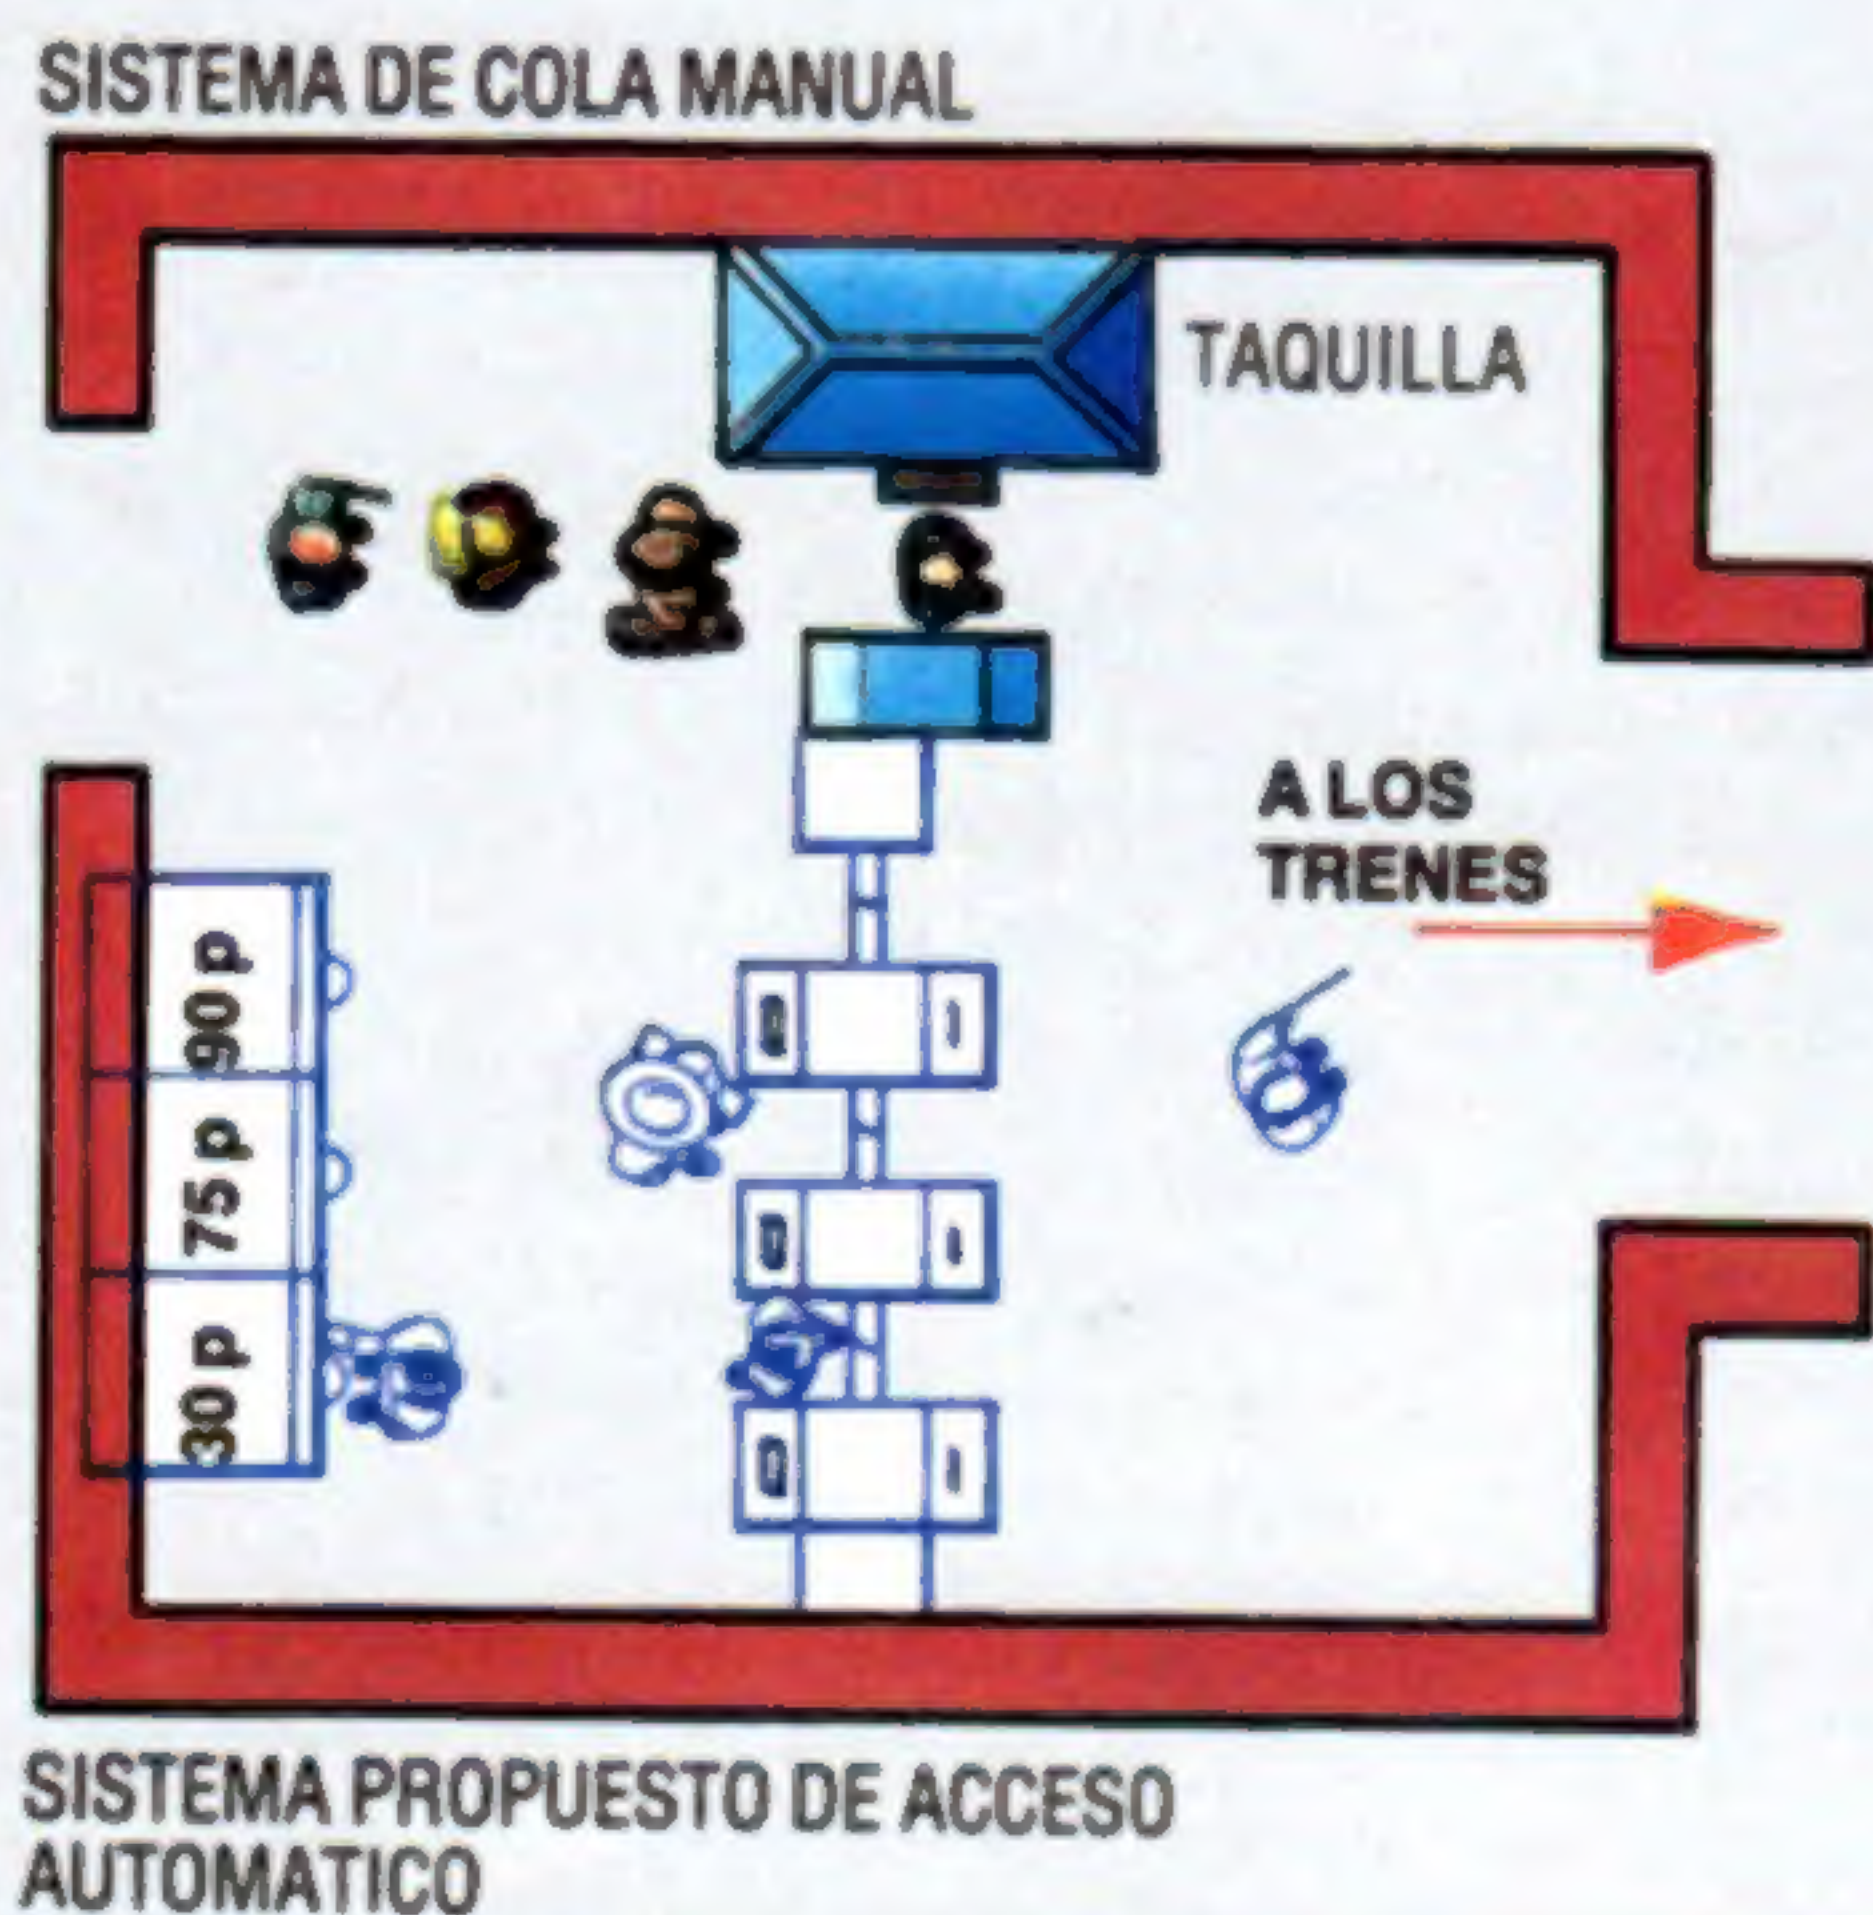 SISTEMA DE COLA MANUAL
TAQUILLA
A LOS
TRENES
90 p
75 p
30 p
SISTEMA PROPUESTO DE ACCESO
AUTOMATICO